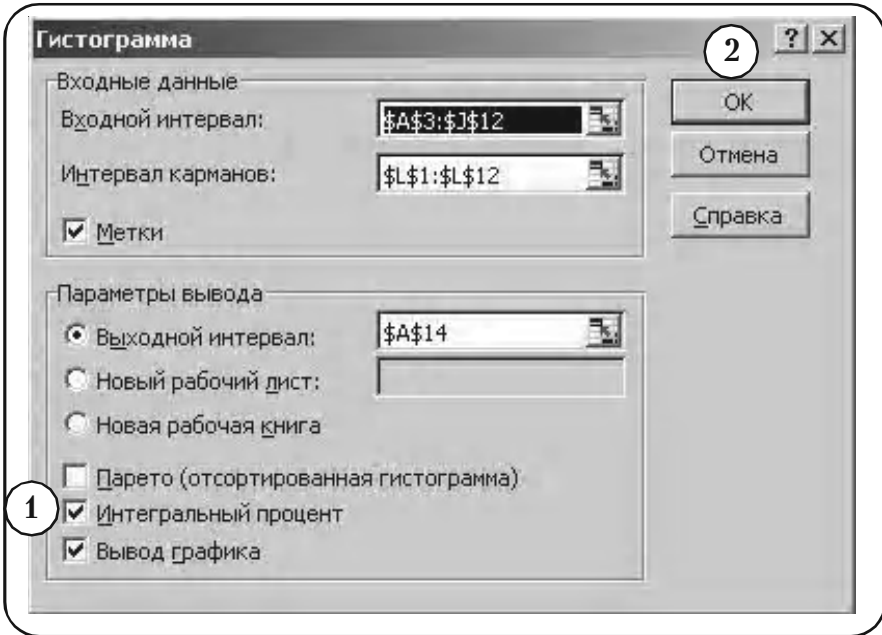 Гистограмма
2
Входные данные
Входной интервал: $A$3:$J$12
OK
Интервал карманов: $L$1:$L$12
Отмена
Метки
Справка
Параметры вывода
Выходной интервал: $A$14
Новый рабочий лист:
Новая рабочая книга
Парето (отсортированная гистограмма)
1 Интегральный процент
Вывод графика